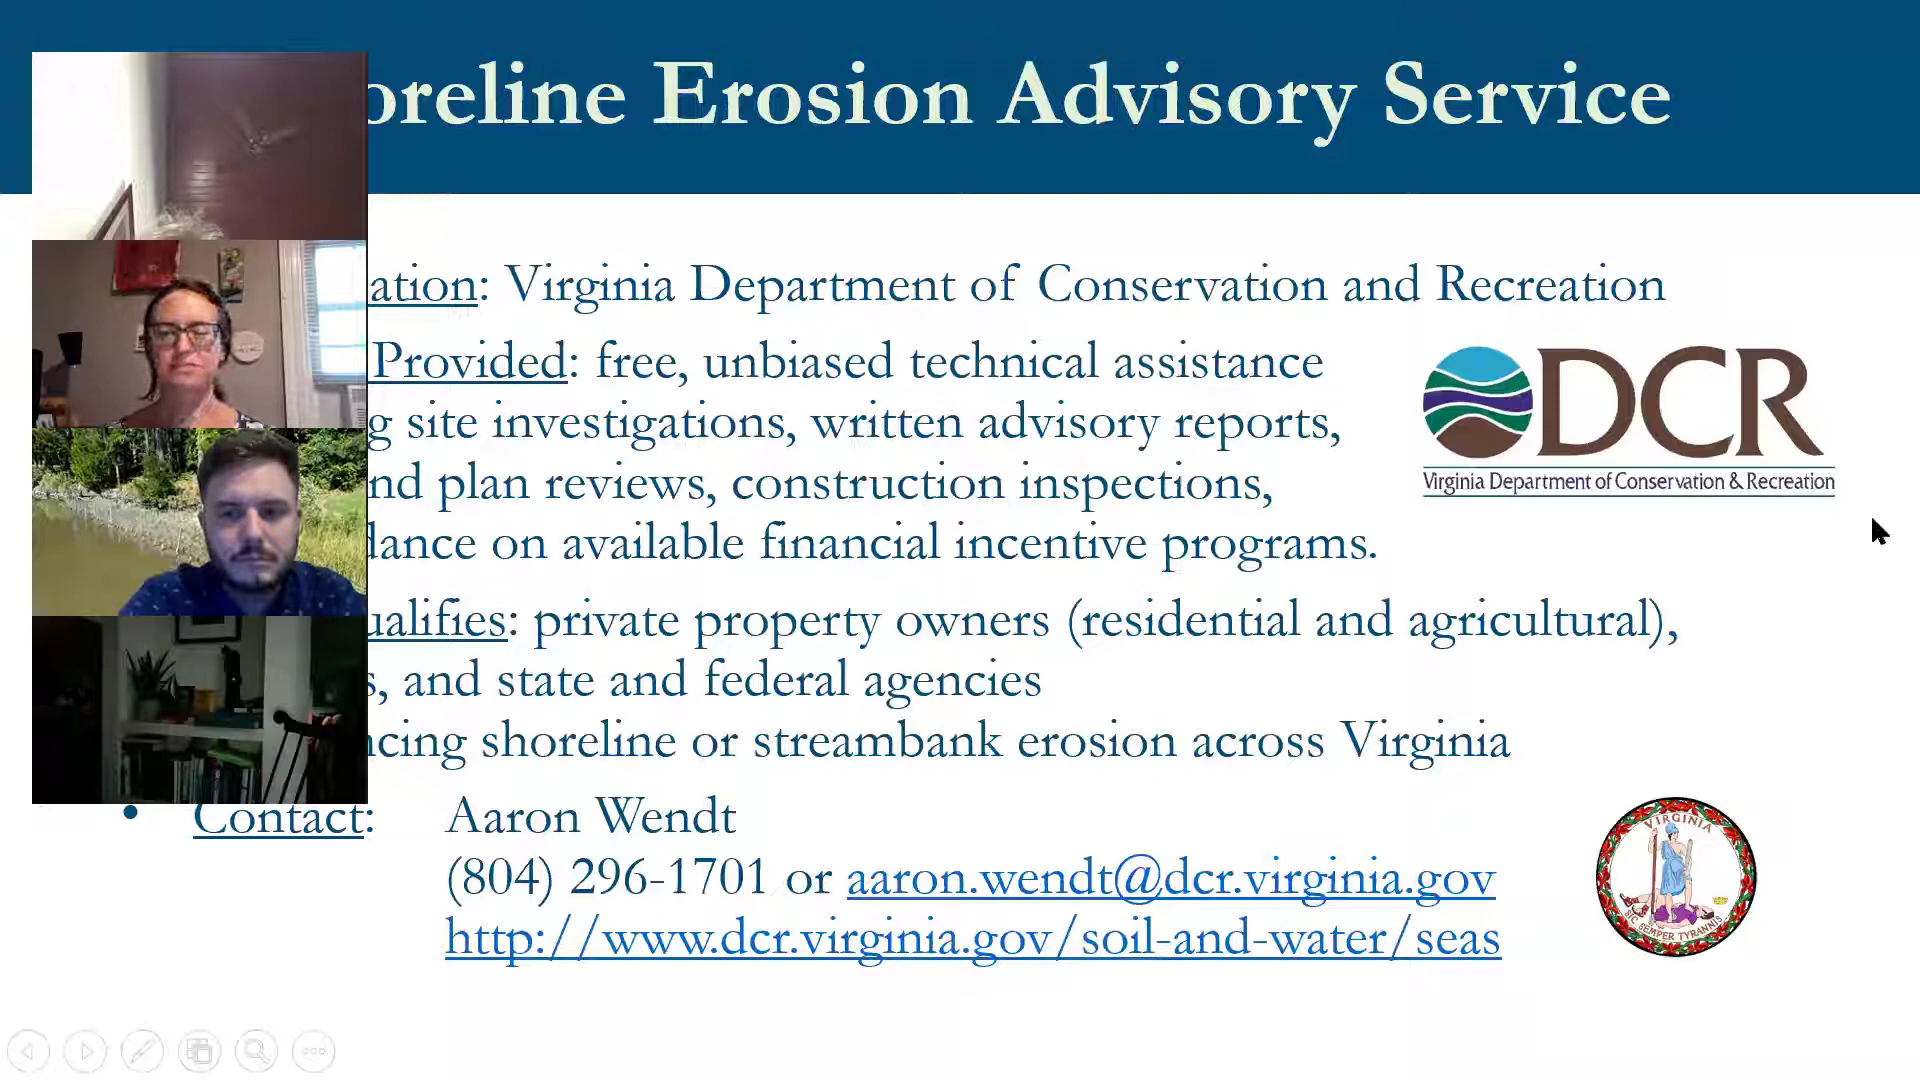 oreline Erosion Advisory Service
ation: Virginia Department of Conservation and Recreation
Provided: free, unbiased technical assistance
g site investigations, written advisory reports,
nd plan reviews, construction inspections,
dance on available financial incentive programs.
ualifies: private property owners (residential and agricultural),
s, and state and federal agencies
ncing shoreline or streambank erosion across Virginia
• Contact: Aaron Wendt
(804) 296-1701 or aaron.wendt@dcr.virginia.gov
http://www.dcr.virginia.gov/soil-and-water/seas
DCR
Virginia Department of Conservation & Recreation
VIRGINIA
SIC SEMPER TYRANNIS